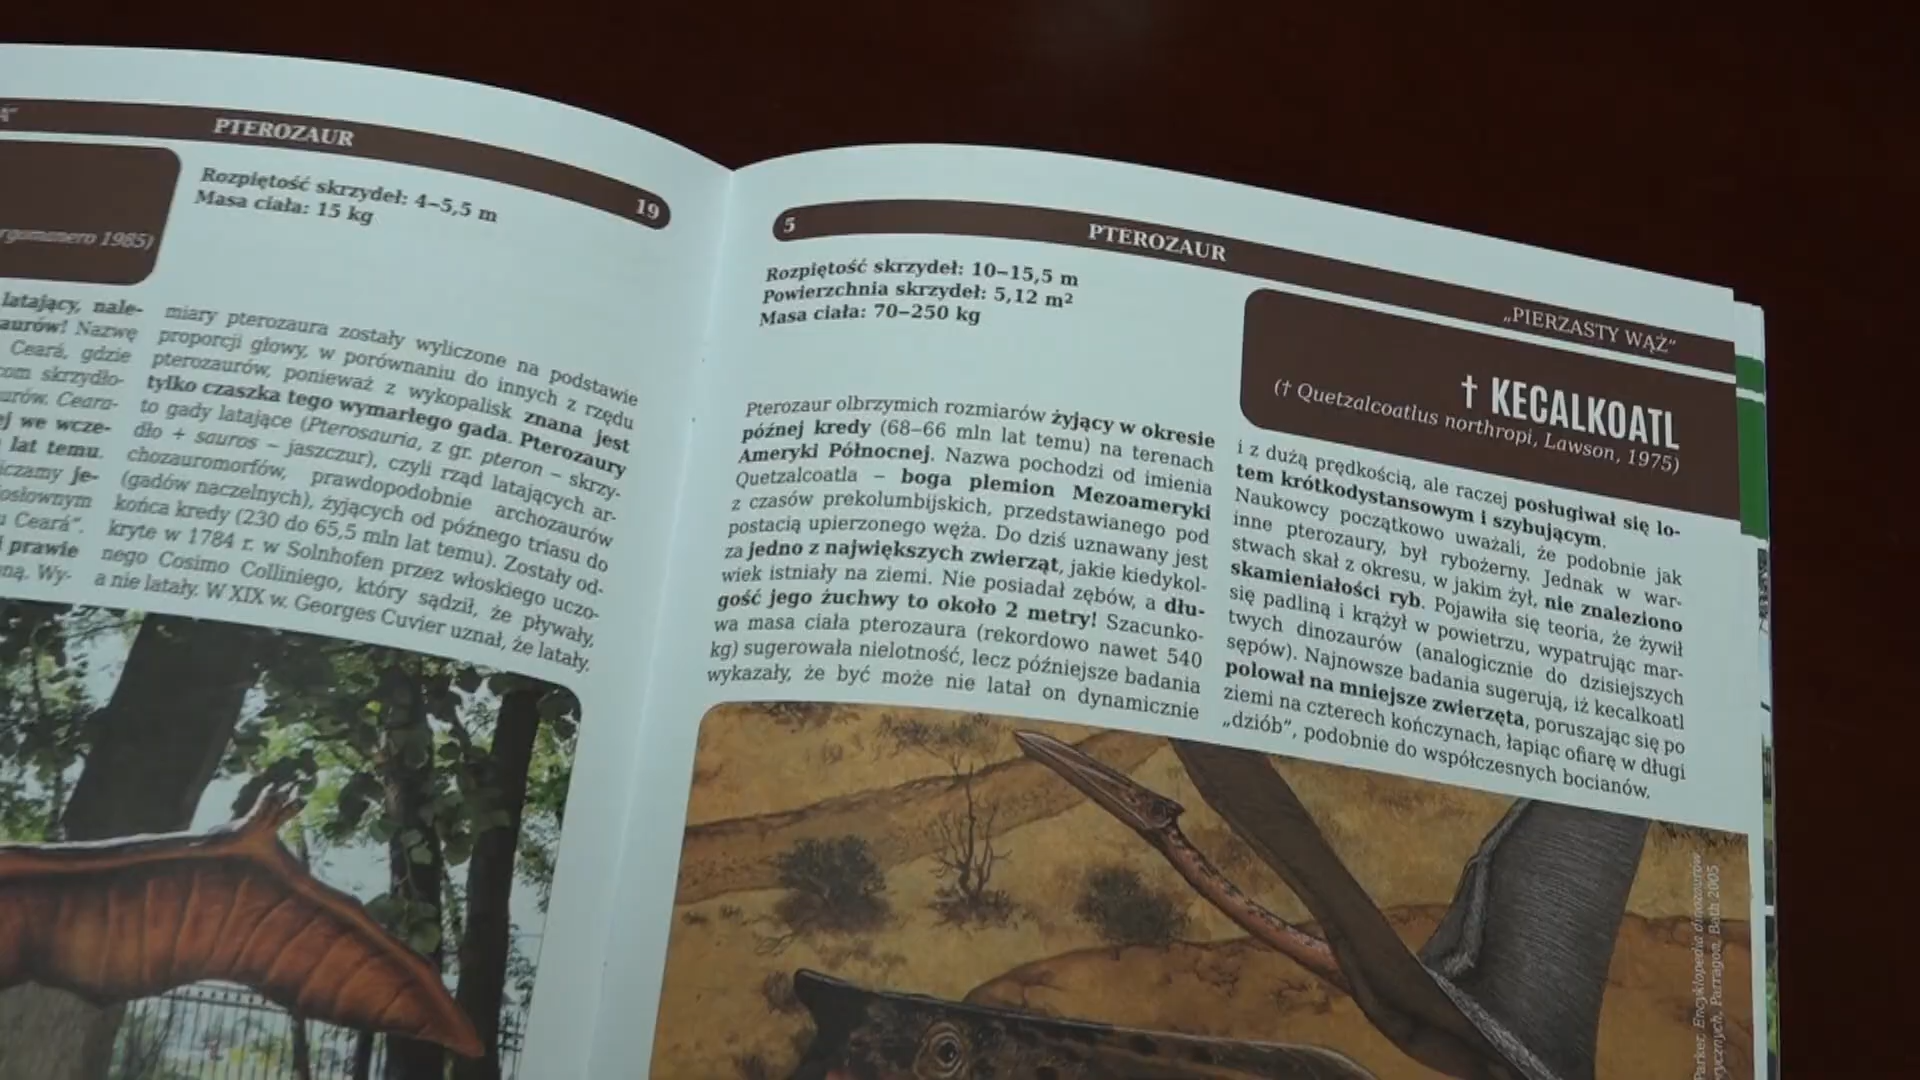 PTEROZAUR
19
Rozpiętość skrzydeł: 4–5,5 m
Masa ciała: 15 kg
1985)
latający, nale-
Nazwę
Ceará, gdzie
skrzydło-
Ceara-
we wcze-
lat temu.
je-
Ceará”.
prawie
Wy-
miary pterozaura zostały wyliczone na podstawie
proporcji głowy, w porównaniu do innych z rzędu
pterozaurów, ponieważ z wykopalisk znana jest
tylko czaszka tego wymarłego gada. Pterozaury
to gady latające (Pterosauria, z gr. pteron – skrzy-
dło + sauros – jaszczur), czyli rząd latających ar-
chozauromorfów, prawdopodobnie archozaurów
(gadów naczelnych), żyjących od późnego triasu do
końca kredy (230 do 65,5 mln lat temu). Zostały od-
kryte w 1784 r. w Solnhofen przez włoskiego uczo-
nego Cosimo Colliniego, który sądził, że pływały,
a nie latały. W XIX w. Georges Cuvier uznał, że latały.
5
PTEROZAUR
„PIERZASTY WĄŻ”
Rozpiętość skrzydeł: 10–15,5 m
Powierzchnia skrzydeł: 5,12 m²
Masa ciała: 70–250 kg
† KECALKOATL
(† Quetzalcoatlus northropi, Lawson, 1975)
Pterozaur olbrzymich rozmiarów żyjący w okresie
późnej kredy (68–66 mln lat temu) na terenach
Ameryki Północnej. Nazwa pochodzi od imienia
Quetzalcoatla – boga plemion Mezoameryki
z czasów prekolumbijskich, przedstawianego pod
postacią upierzonego węża. Do dziś uznawany jest
za jedno z największych zwierząt, jakie kiedykol-
wiek istniały na ziemi. Nie posiadał zębów, a dłu-
gość jego żuchwy to około 2 metry! Szacunko-
wa masa ciała pterozaura (rekordowo nawet 540
kg) sugerowała nielotność, lecz późniejsze badania
wykazały, że być może nie latał on dynamicznie
i z dużą prędkością, ale raczej posługiwał się lo-
tem krótkodystansowym i szybującym.
Naukowcy początkowo uważali, że podobnie jak
inne pterozaury, był rybożerny. Jednak w war-
stwach skał z okresu, w jakim żył, nie znaleziono
skamieniałości ryb. Pojawiła się teoria, że żywił
się padliną i krążył w powietrzu, wypatrując mar-
twych dinozaurów (analogicznie do dzisiejszych
sępów). Najnowsze badania sugerują, iż kecalkoatl
polował na mniejsze zwierzęta, poruszając się po
ziemi na czterech kończynach, łapiąc ofiarę w długi
„dziób”, podobnie do współczesnych bocianów.
Parker, Encyklopedia dinozaurów
Parragon, Bath 2005